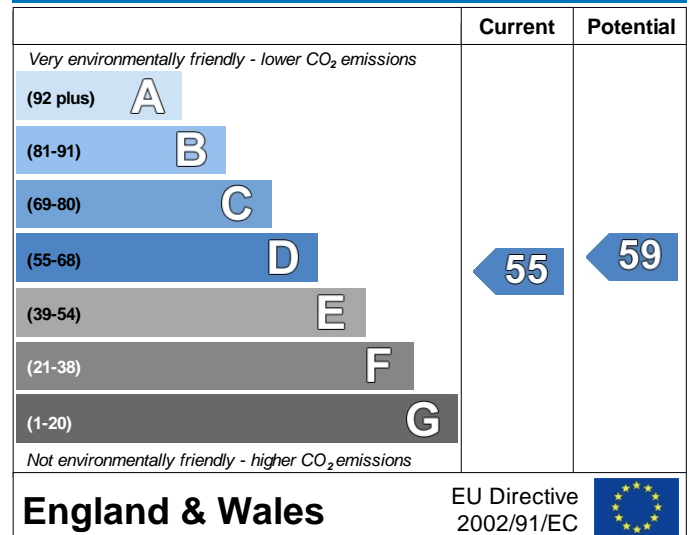 Current Potential
Very environmentally friendly - lower CO₂ emissions
(92 plus) A
(81-91) B
(69-80) C
(55-68) D
55 59
(39-54) E
(21-38) F
(1-20) G
Not environmentally friendly - higher CO₂ emissions
England & Wales
EU Directive
2002/91/EC